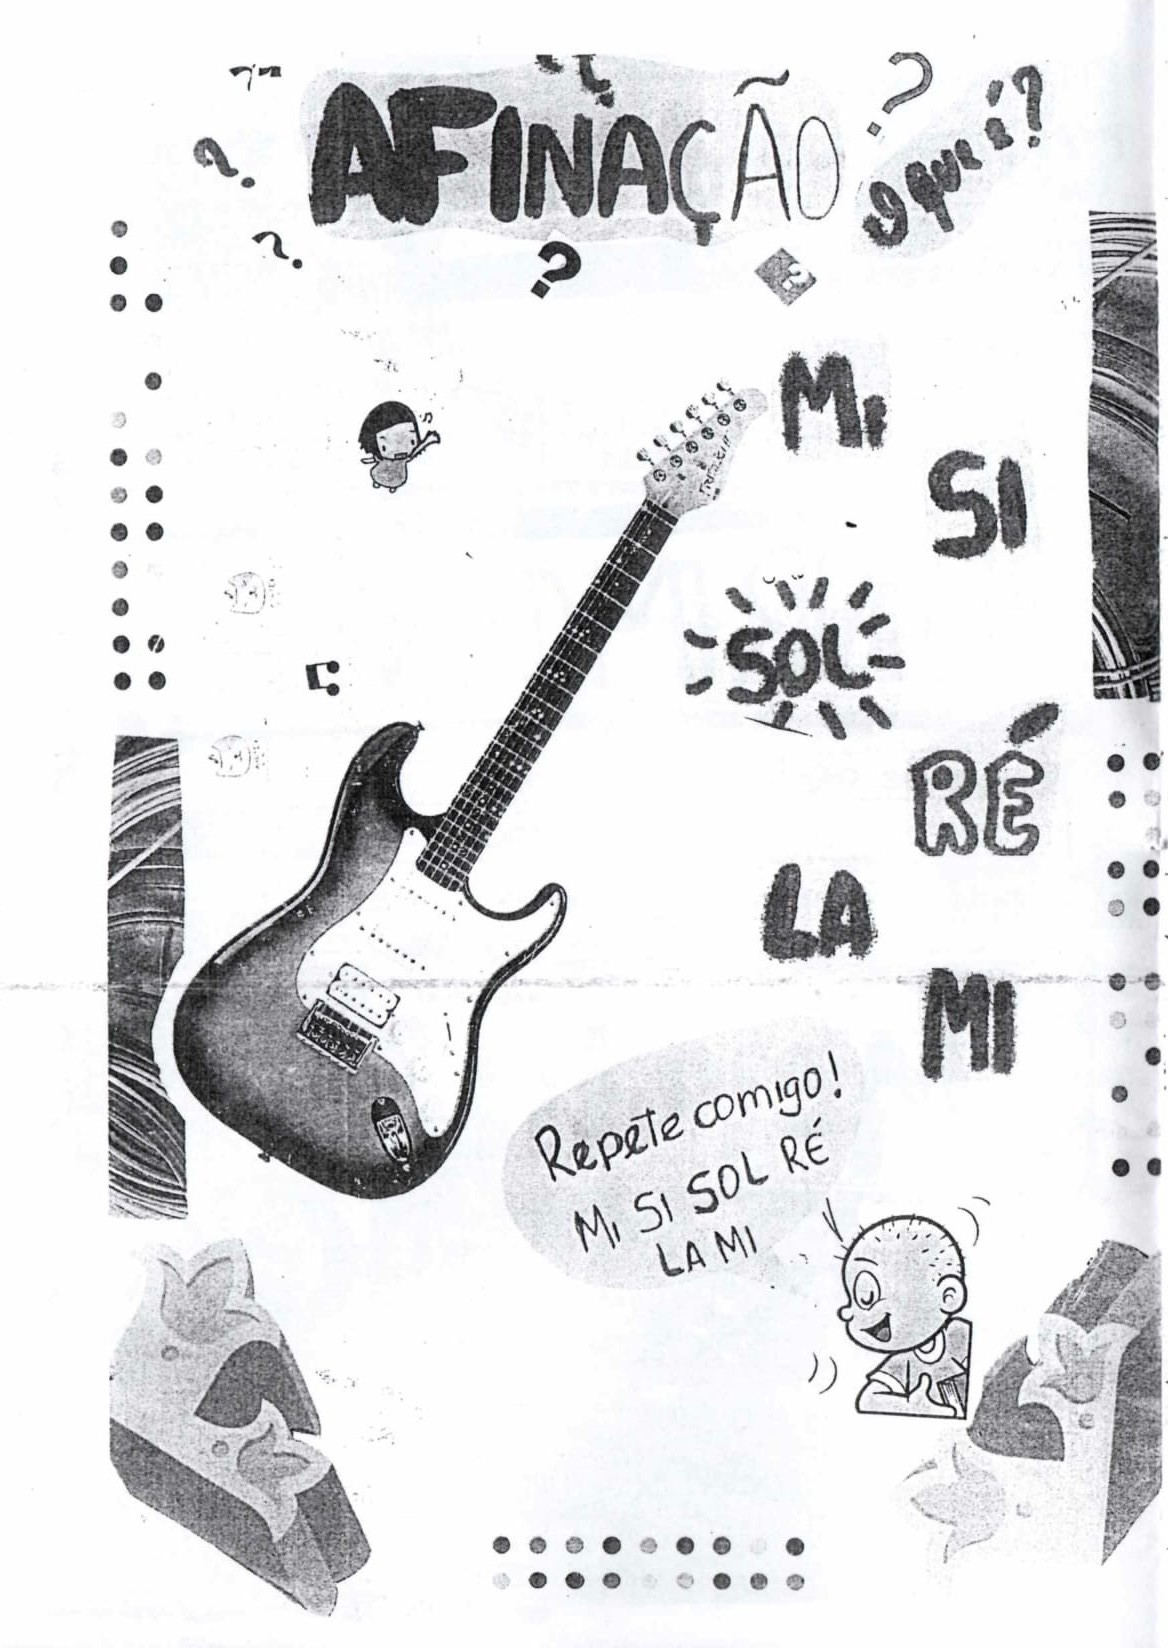 AFINAÇÃO
O que é?
MI
SI
SOL
RÉ
LA
MI
Repete comigo!
MI SI SOL RÉ
LA MI